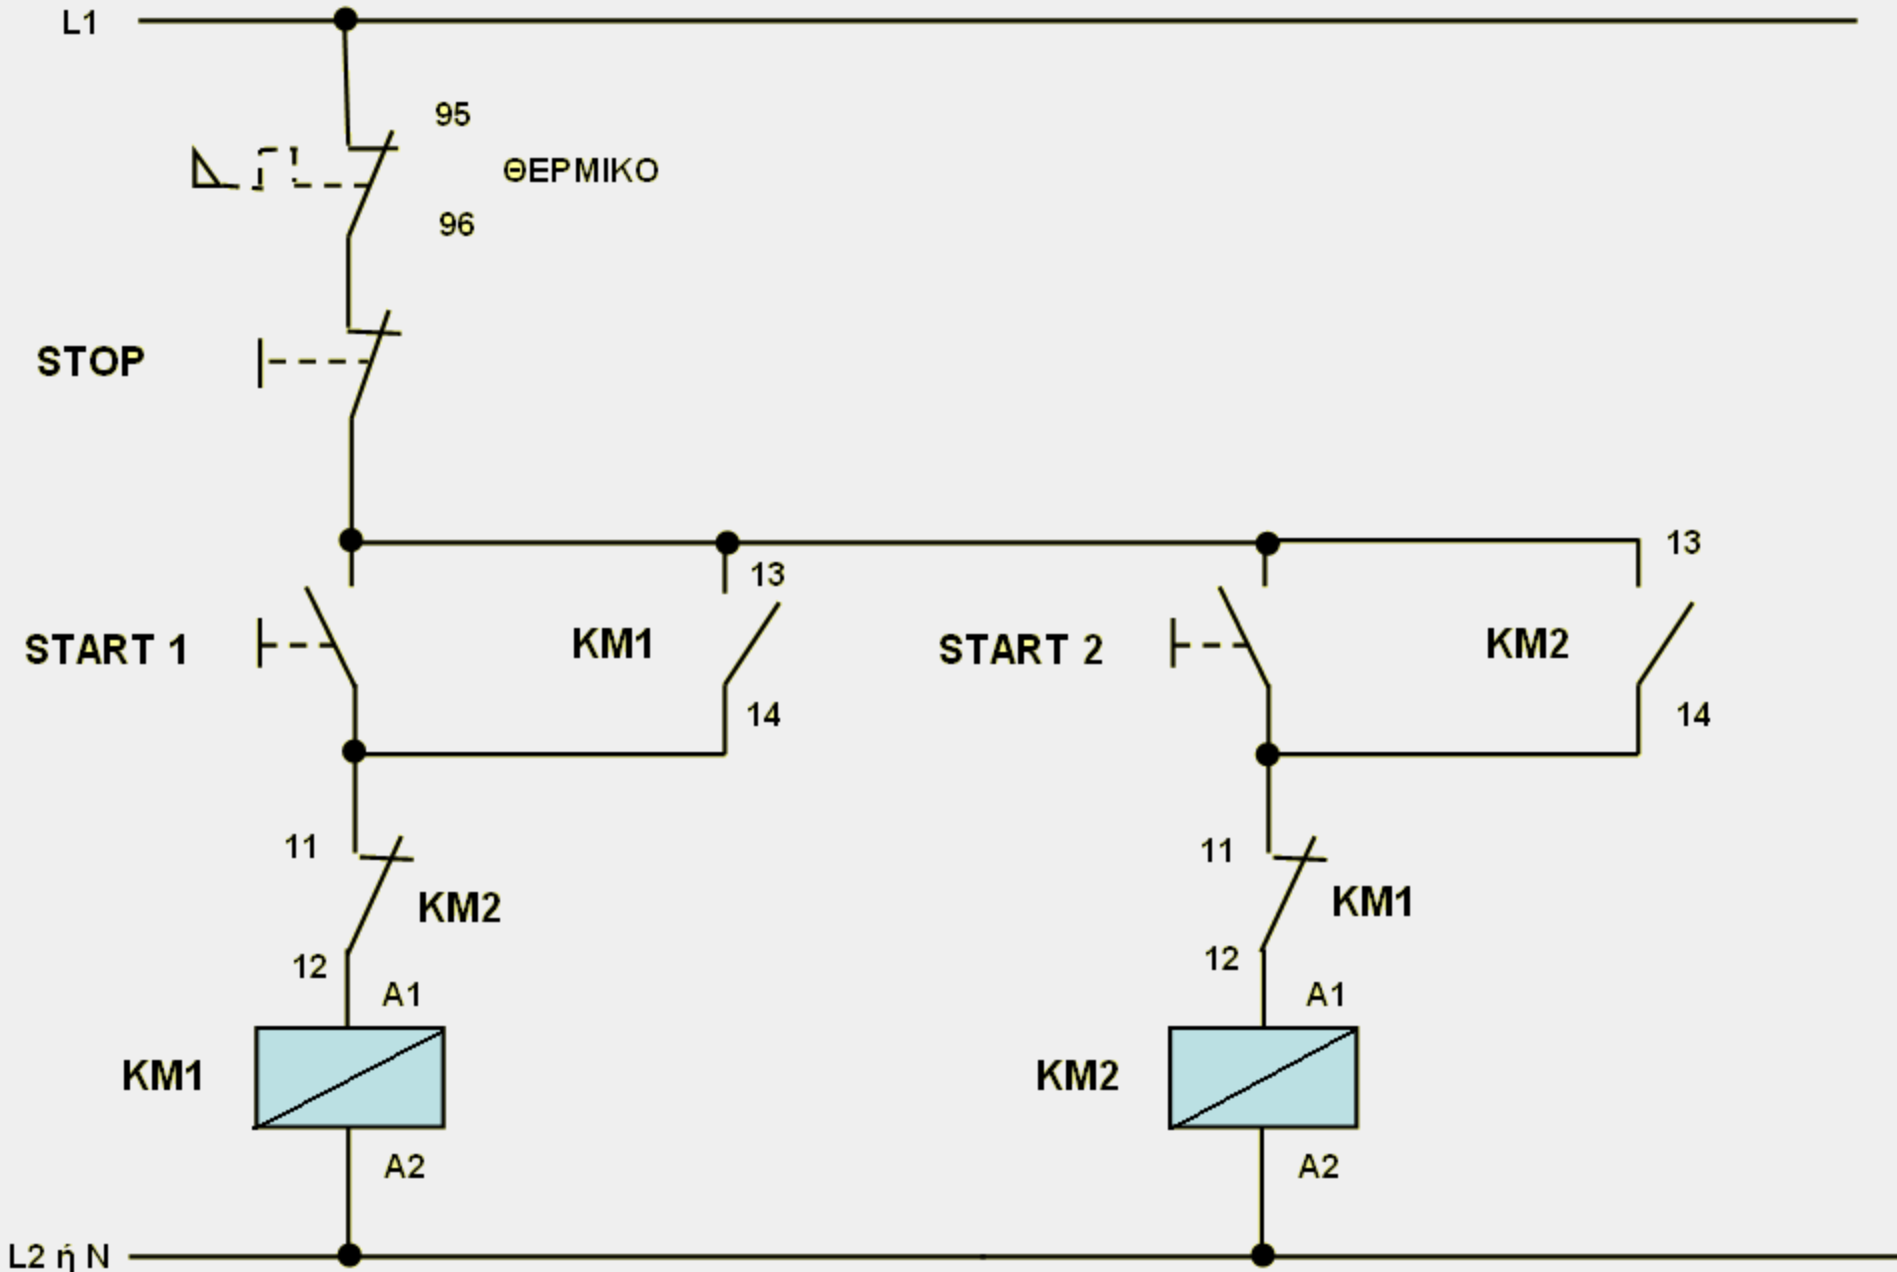 L1
95
ΘΕΡΜΙΚΟ
96
STOP
13
13
START 1
KM1
START 2
KM2
14
14
11
11
KM2
KM1
12
12
A1
A1
KM1
KM2
A2
A2
L2 ή N